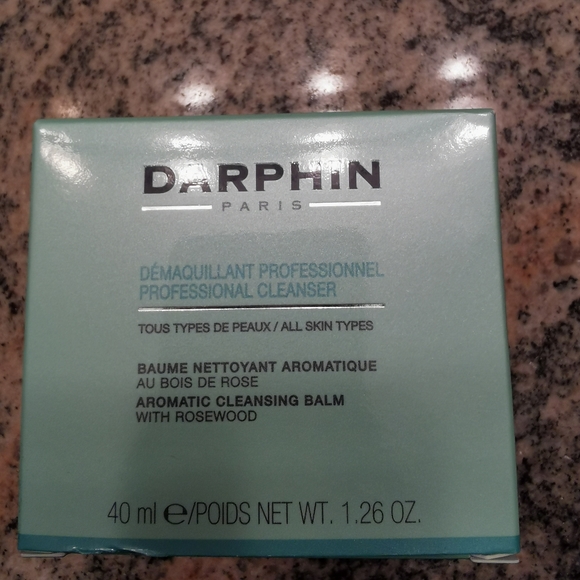 DARPHIN
PARIS
DÉMAQUILLANT PROFESSIONNEL
PROFESSIONAL CLEANSER
TOUS TYPES DE PEAUX / ALL SKIN TYPES
BAUME NETTOYANT AROMATIQUE
AU BOIS DE ROSE
AROMATIC CLEANSING BALM
WITH ROSEWOOD
40 ml ℮/POIDS NET WT. 1.26 OZ.